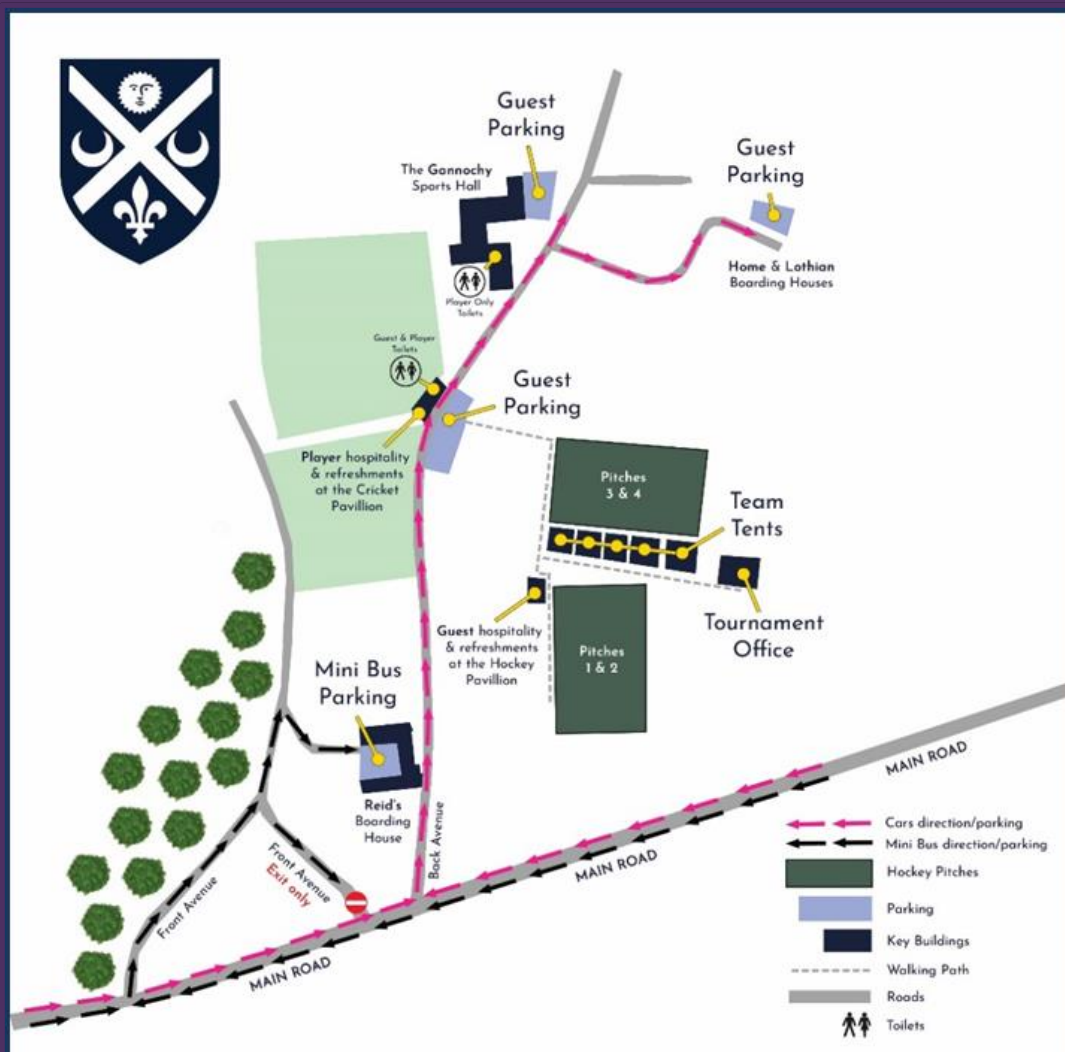 Guest
Parking
The Gannochy
Sports Hall
Guest
Parking
Home & Lothian
Boarding Houses
Player Only
Toilets
Guest & Player
Toilets
Guest
Parking
Player hospitality
& refreshments
at the Cricket
Pavillion
Pitches
3 & 4
Team
Tents
Tournament
Office
Guest hospitality
& refreshments
at the Hockey
Pavillion
Pitches
1 & 2
Mini Bus
Parking
Reid's
Boarding
House
Back Avenue
Front Avenue
Front Avenue
Exit only
MAIN ROAD
MAIN ROAD
MAIN ROAD
Cars direction/parking
Mini Bus direction/parking
Hockey Pitches
Parking
Key Buildings
Walking Path
Roads
Toilets